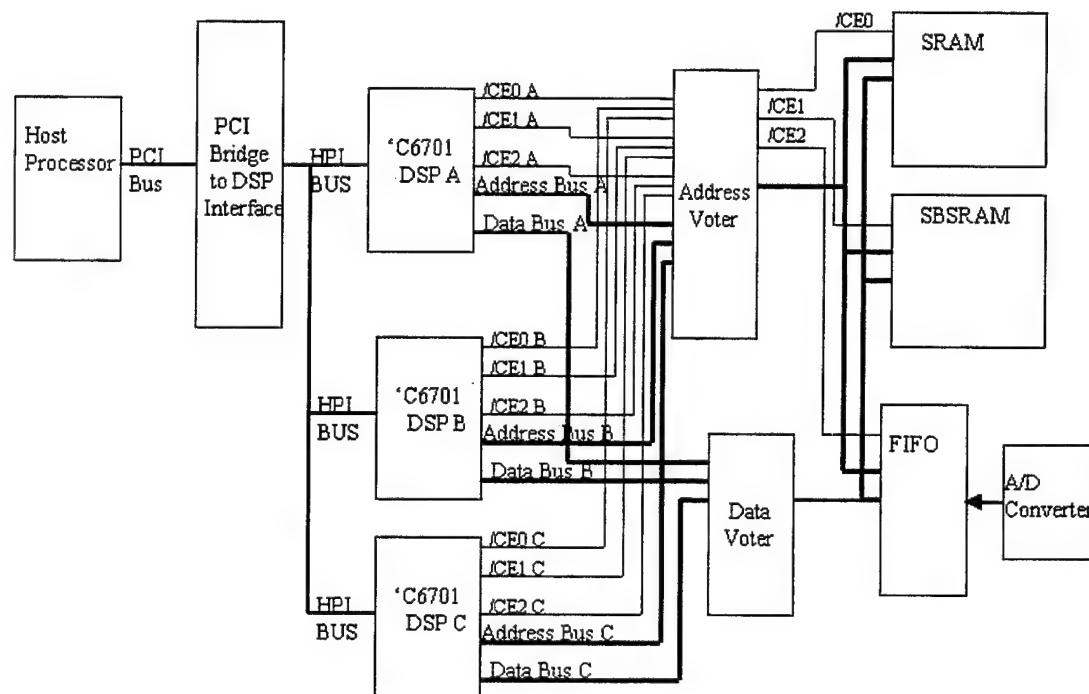 Host
Processor
PCI
Bus
PCI
Bridge
to DSP
Interface
HPI
BUS
'C6701
DSP A
/CE0 A
/CE1 A
/CE2 A
Address Bus A
Data Bus A
Address
Voter
/CE0
/CE1
/CE2
SRAM
SBSRAM
HPI
BUS
'C6701
DSP B
/CE0 B
/CE1 B
/CE2 B
Address Bus B
Data Bus B
Data
Voter
FIFO
A/D
Converter
HPI
BUS
'C6701
DSP C
/CE0 C
/CE1 C
/CE2 C
Address Bus C
Data Bus C